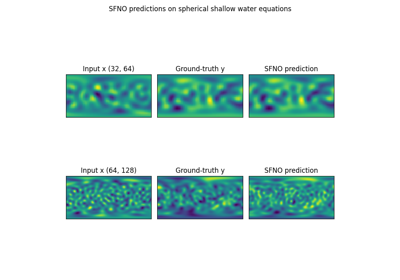 SFNO predictions on spherical shallow water equations
Input x (32, 64)
Ground-truth y
SFNO prediction
Input x (64, 128)
Ground-truth y
SFNO prediction